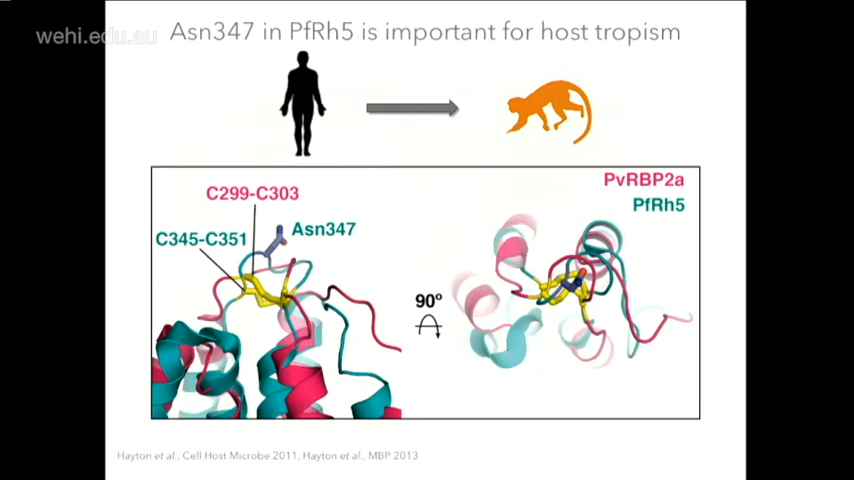 wehi.edu.au
Asn347 in PfRh5 is important for host tropism
PvRBP2a
PfRh5
C299-C303
Asn347
C345-C351
90º
Hayton et al., Cell Host Microbe 2011, Hayton et al., MBP 2013